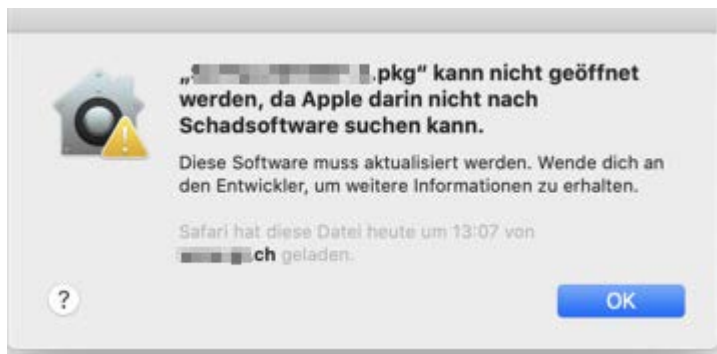 „.pkg“ kann nicht geöffnet
werden, da Apple darin nicht nach
Schadsoftware suchen kann.
Diese Software muss aktualisiert werden. Wende dich an
den Entwickler, um weitere Informationen zu erhalten.
Safari hat diese Datei heute um 13:07 von
.ch geladen.
?
OK